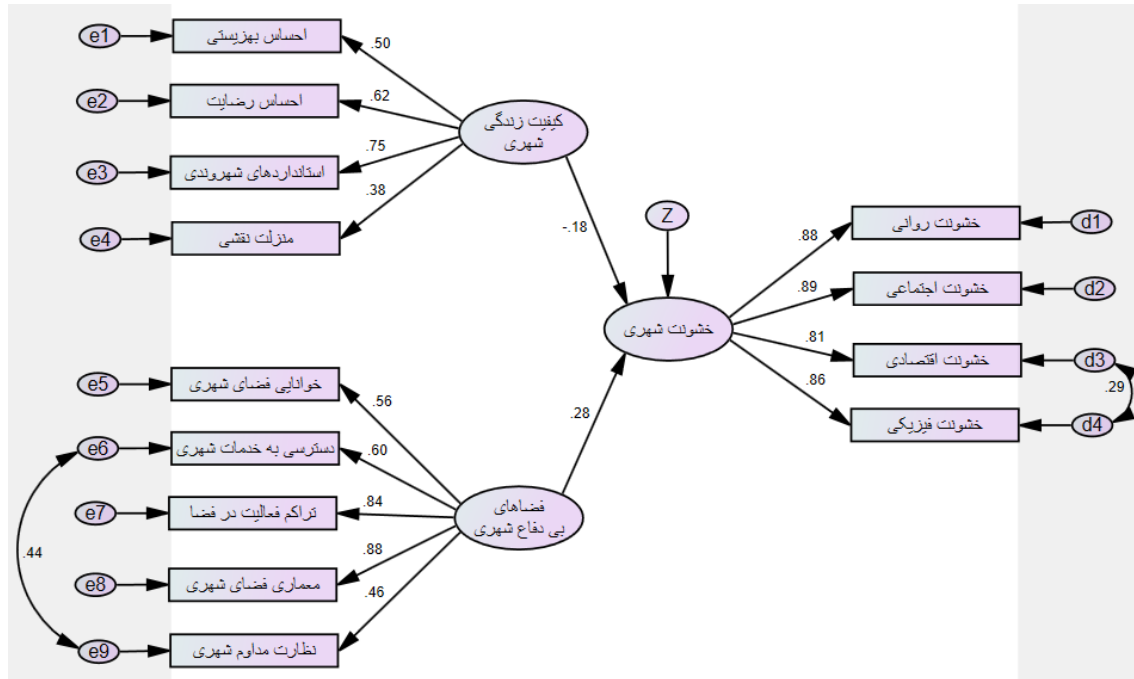 e1
احساس بهزیستی
.50
e2
احساس رضایت
.62
کیفیت زندگی
شهری
e3
استانداردهای شهروندی
.75
e4
منزلت نقشی
.38
-.18
Z
خشونت شهری
.88
خشونت روانی
d1
.89
خشونت اجتماعی
d2
.81
خشونت اقتصادی
d3
.86
خشونت فیزیکی
d4
.29
.28
e5
خوانایی فضای شهری
.56
e6
دسترسی به خدمات شهری
.60
e7
تراکم فعالیت در فضا
.84
فضاهای
بی دفاع شهری
e8
معماری فضای شهری
.88
e9
نظارت مداوم شهری
.46
.44